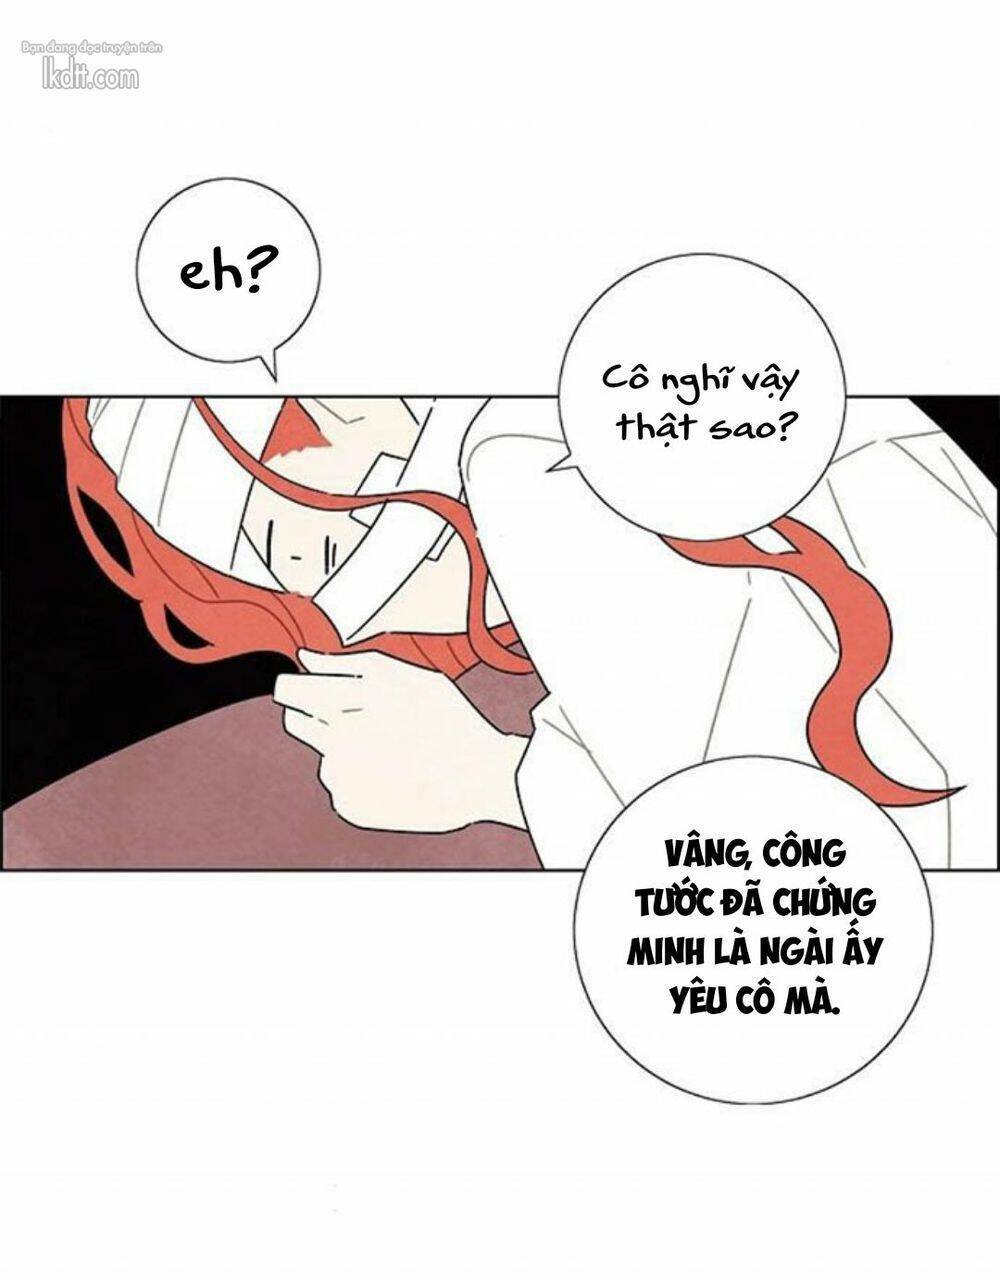 Bạn đang đọc truyện trên
lkdtt.com
eh?
Cô nghĩ vậy
thật sao?
VÂNG, CÔNG
TƯỚC ĐÃ CHỨNG
MINH LÀ NGÀI ẤY
YÊU CÔ MÀ.